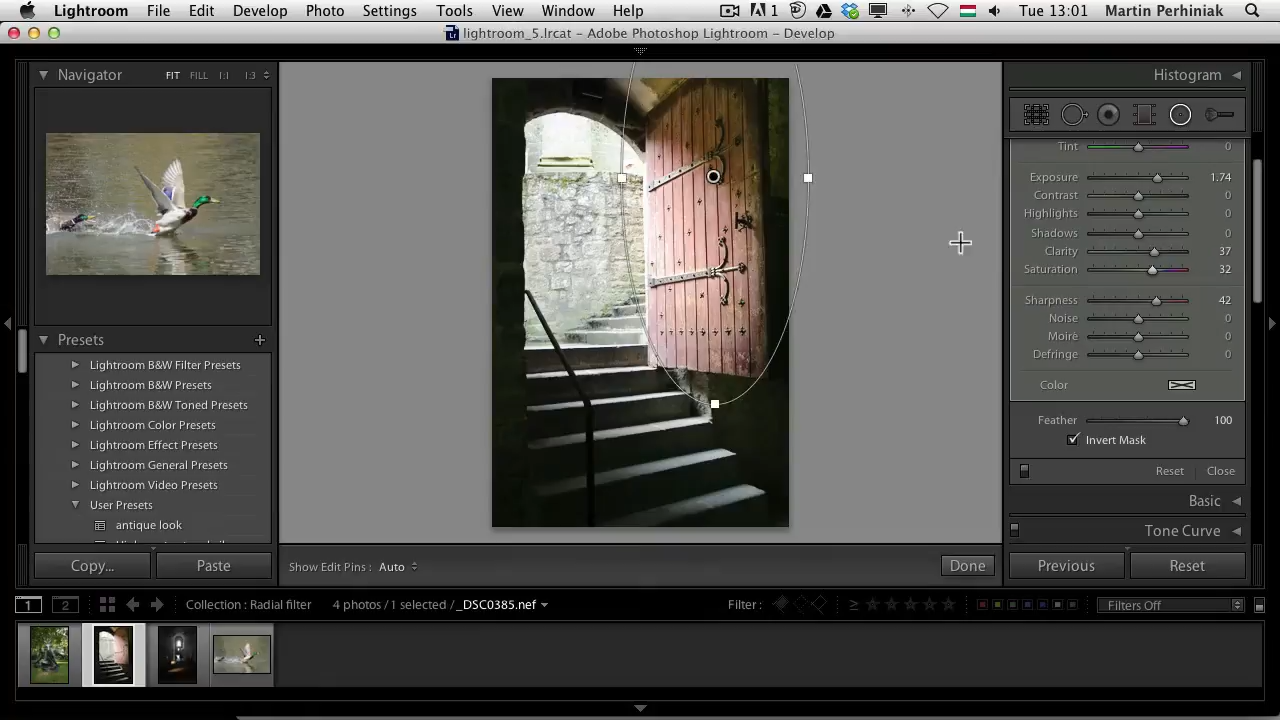 Lightroom File Edit Develop Photo Settings Tools View Window Help 1 Tue 13:01 Martin Perhiniak
Lr lightroom_5.lrcat – Adobe Photoshop Lightroom – Develop
Navigator FIT FILL 1:1 1:3
Histogram
Tint 0
Exposure 1.74
Contrast 0
Highlights 0
Shadows 0
Clarity 37
Saturation 32
Sharpness 42
Noise 0
Moiré 0
Defringe 0
Color
Feather 100
Invert Mask
Reset Close
Basic
Tone Curve
Previous Reset
Presets +
Lightroom B&W Filter Presets
Lightroom B&W Presets
Lightroom B&W Toned Presets
Lightroom Color Presets
Lightroom Effect Presets
Lightroom General Presets
Lightroom Video Presets
User Presets
antique look
Copy... Paste
Show Edit Pins : Auto Done
1 2 Collection : Radial filter 4 photos / 1 selected / _DSC0385.nef Filter : ≥ Filters Off